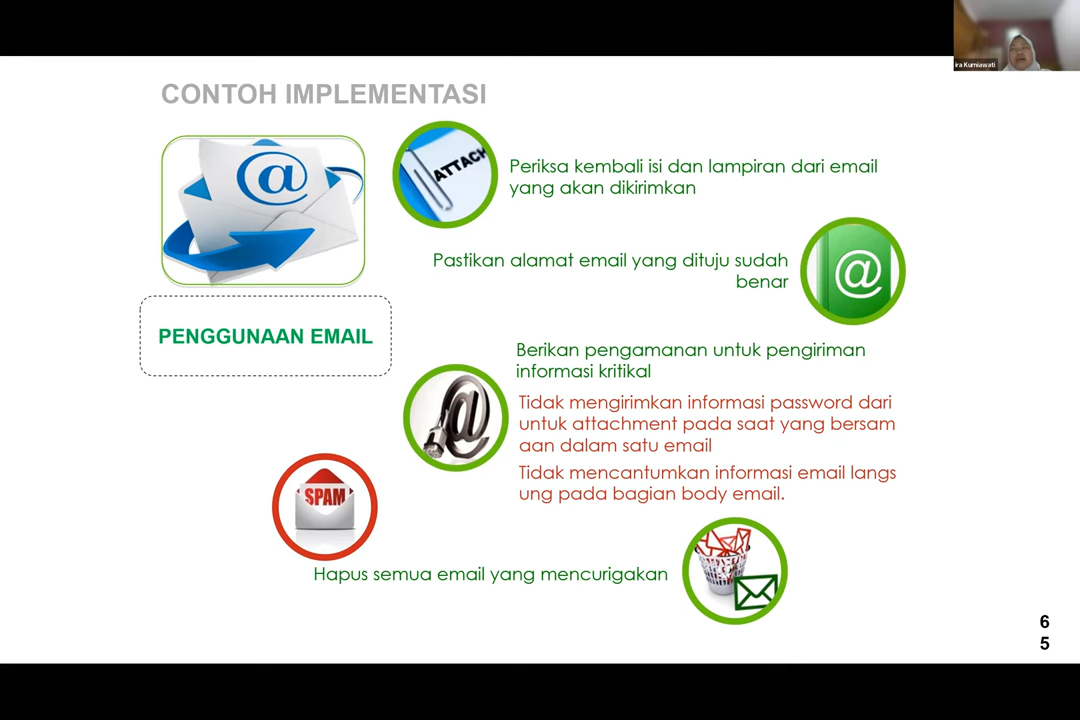 ira Kurniawati
CONTOH IMPLEMENTASI
ATTACH
Periksa kembali isi dan lampiran dari email
yang akan dikirimkan
Pastikan alamat email yang dituju sudah
benar
PENGGUNAAN EMAIL
Berikan pengamanan untuk pengiriman
informasi kritikal
Tidak mengirimkan informasi password dari
untuk attachment pada saat yang bersam
aan dalam satu email
Tidak mencantumkan informasi email langs
ung pada bagian body email.
SPAM
Hapus semua email yang mencurigakan
6
5